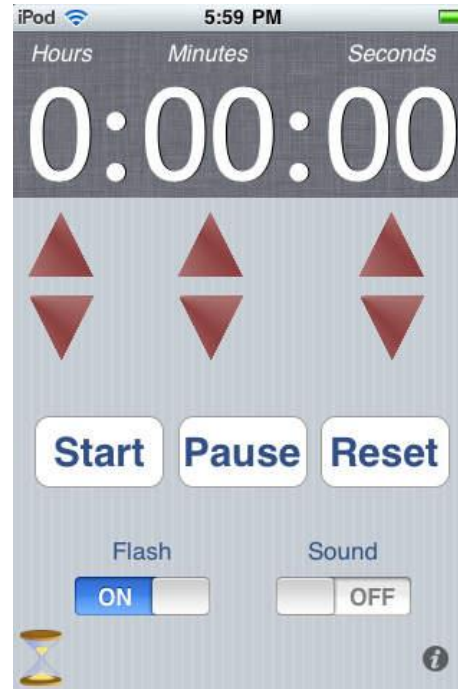 iPod 5:59 PM
Hours Minutes Seconds
0:00:00
Start Pause Reset
Flash Sound
ON OFF
i